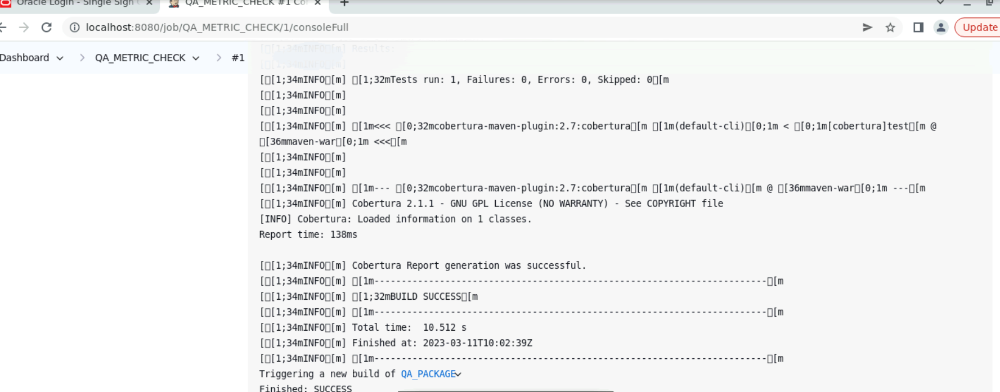 Oracle Login - Single Sign
QA_METRIC_CHECK #1 Co
localhost:8080/job/QA_METRIC_CHECK/1/consoleFull
Update
Dashboard
QA_METRIC_CHECK
#1
[□[1;34mINFO□[m] Results:
[□[1;34mINFO□[m]
[□[1;34mINFO□[m] □[1;32mTests run: 1, Failures: 0, Errors: 0, Skipped: 0□[m
[□[1;34mINFO□[m]
[□[1;34mINFO□[m]
[□[1;34mINFO□[m] □[1m<<< □[0;32mcobertura-maven-plugin:2.7:cobertura□[m □[1m(default-cli)□[0;1m < □[0;1m[cobertura]test□[m @
□[36mmaven-war□[0;1m <<<□[m
[□[1;34mINFO□[m]
[□[1;34mINFO□[m]
[□[1;34mINFO□[m] □[1m--- □[0;32mcobertura-maven-plugin:2.7:cobertura□[m □[1m(default-cli)□[m @ □[36mmaven-war□[0;1m ---□[m
[□[1;34mINFO□[m] Cobertura 2.1.1 - GNU GPL License (NO WARRANTY) - See COPYRIGHT file
[INFO] Cobertura: Loaded information on 1 classes.
Report time: 138ms
[□[1;34mINFO□[m] Cobertura Report generation was successful.
[□[1;34mINFO□[m] □[1m------------------------------------------------------------------------□[m
[□[1;34mINFO□[m] □[1;32mBUILD SUCCESS□[m
[□[1;34mINFO□[m] □[1m------------------------------------------------------------------------□[m
[□[1;34mINFO□[m] Total time:  10.512 s
[□[1;34mINFO□[m] Finished at: 2023-03-11T10:02:39Z
[□[1;34mINFO□[m] □[1m------------------------------------------------------------------------□[m
Triggering a new build of QA_PACKAGE
Finished: SUCCESS